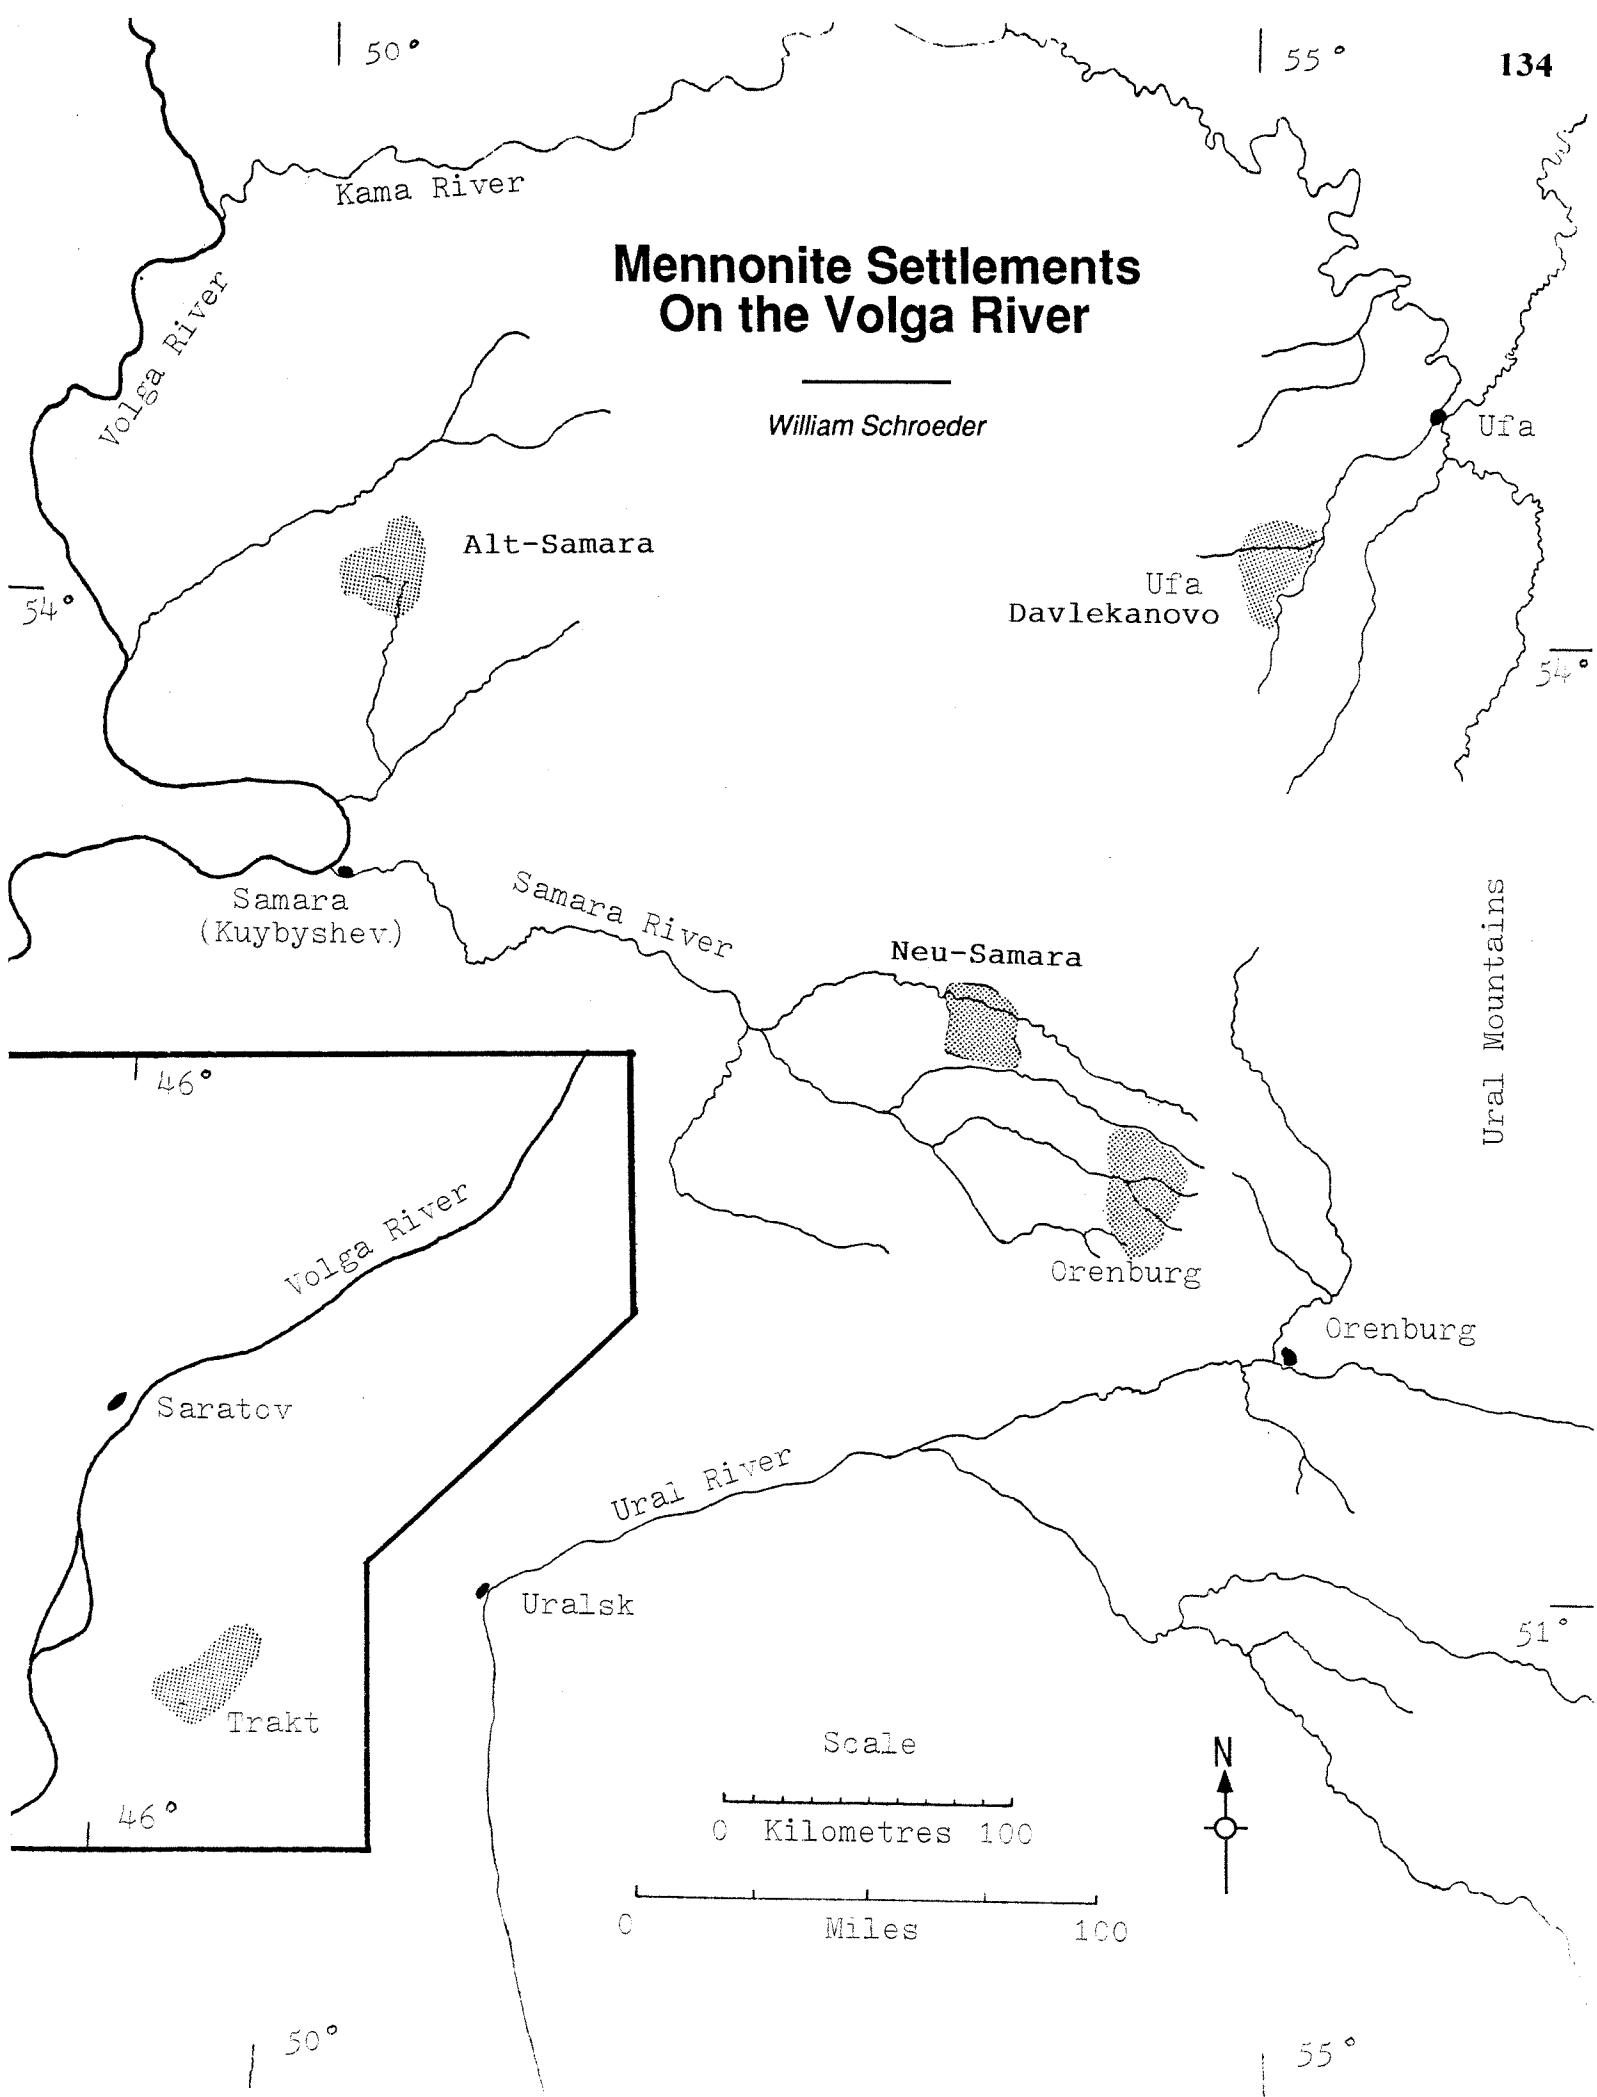 50°
55°
134
Kama River
Mennonite Settlements
On the Volga River
William Schroeder
Volga River
Ufa
Alt-Samara
Ufa
Davlekanovo
54°
54°
Samara
(Kuybyshev.)
Samara River
Neu-Samara
Ural Mountains
46°
Volga River
Orenburg
Orenburg
Saratov
Ural River
Uralsk
51°
Trakt
Scale
N
0 Kilometres 100
46°
0 Miles 100
50°
55°